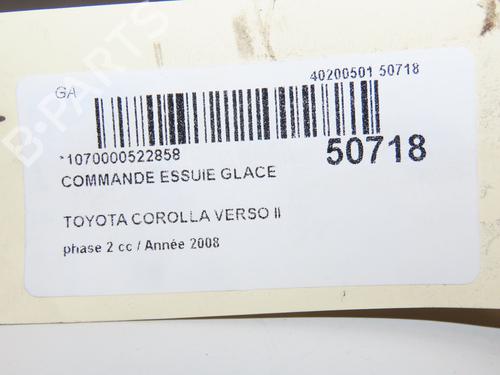 40200501 50718
GA
*1070000522858
50718
COMMANDE ESSUIE GLACE
TOYOTA COROLLA VERSO II
phase 2 cc / Année 2008
B-PARTS